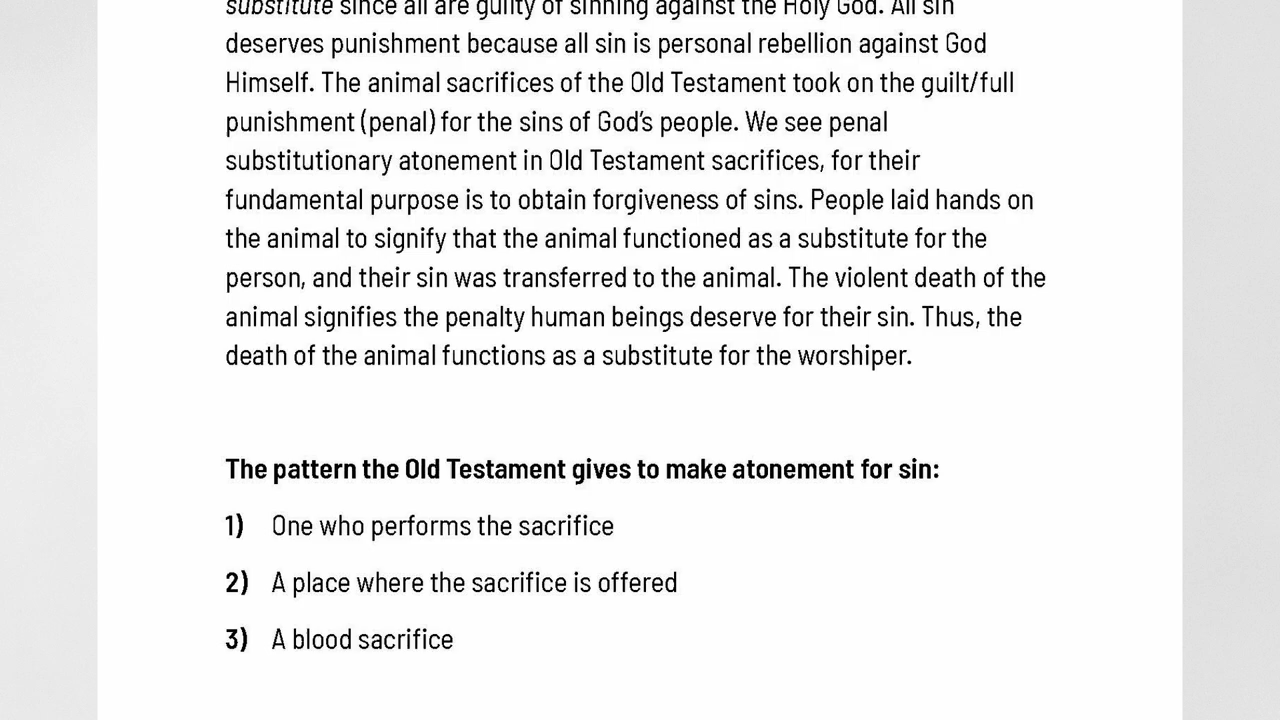 substitute since all are guilty of sinning against the Holy God. All sin
deserves punishment because all sin is personal rebellion against God
Himself. The animal sacrifices of the Old Testament took on the guilt/full
punishment (penal) for the sins of God's people. We see penal
substitutionary atonement in Old Testament sacrifices, for their
fundamental purpose is to obtain forgiveness of sins. People laid hands on
the animal to signify that the animal functioned as a substitute for the
person, and their sin was transferred to the animal. The violent death of the
animal signifies the penalty human beings deserve for their sin. Thus, the
death of the animal functions as a substitute for the worshiper.
The pattern the Old Testament gives to make atonement for sin:
1) One who performs the sacrifice
2) A place where the sacrifice is offered
3) A blood sacrifice